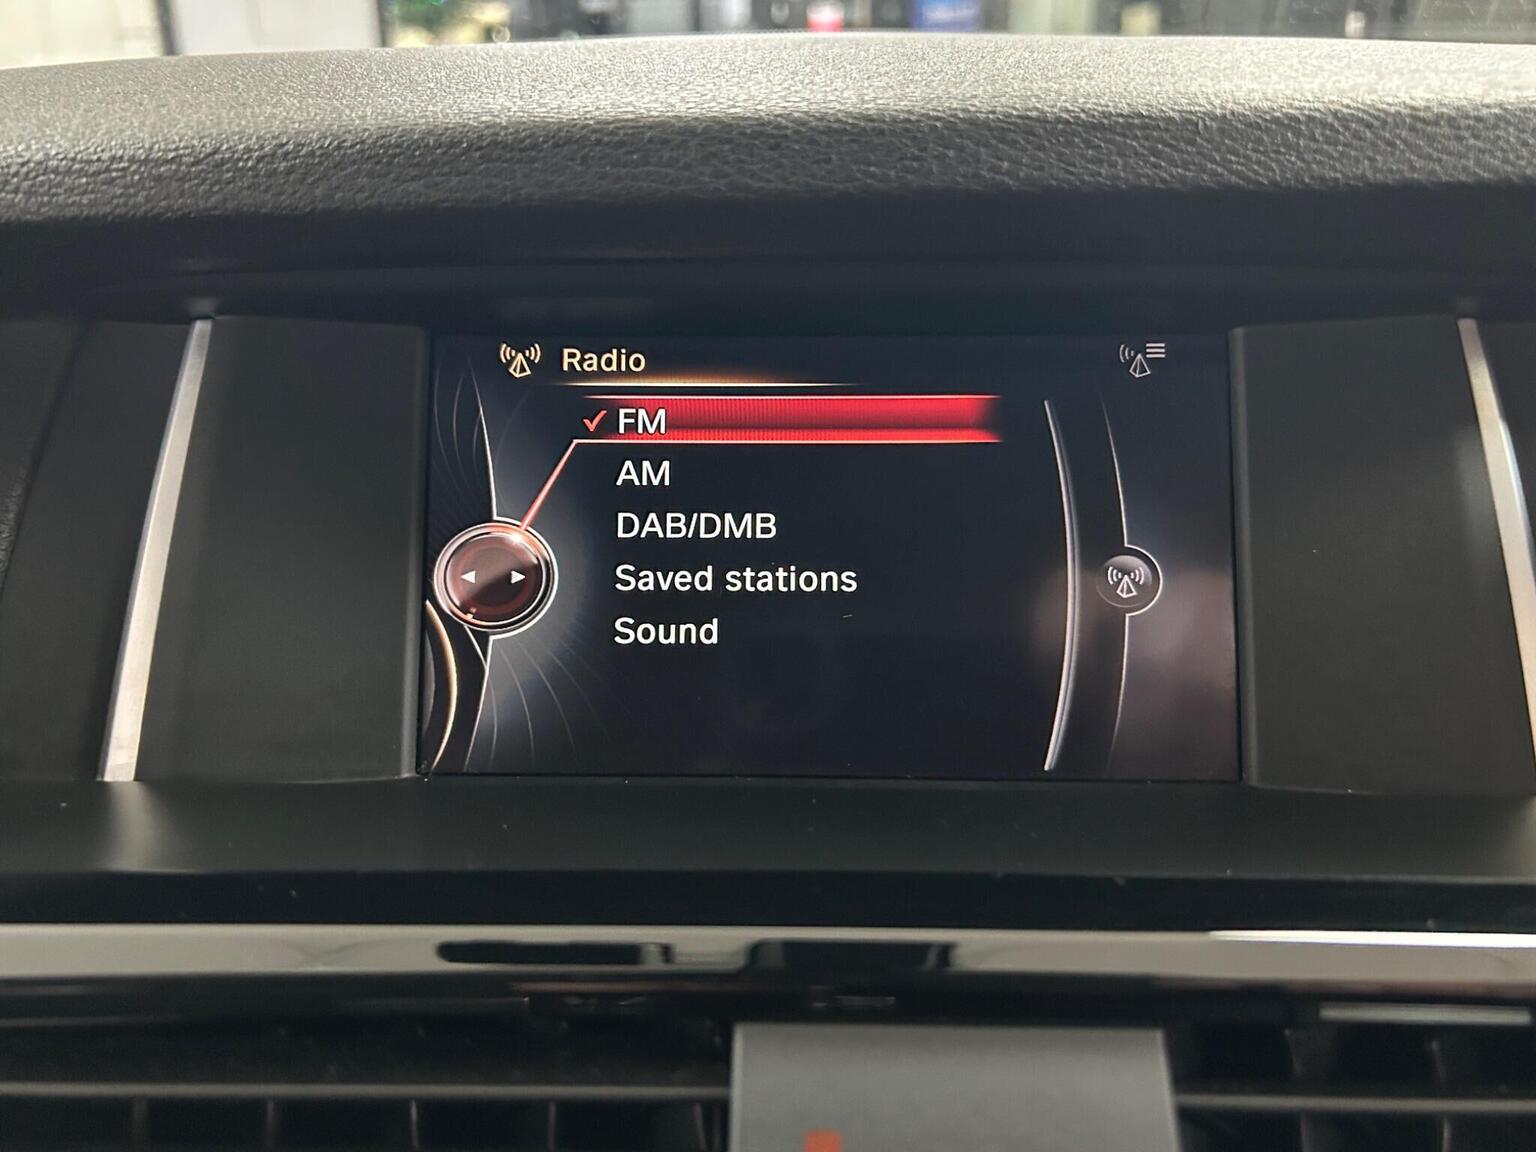 Radio
FM
AM
DAB/DMB
Saved stations
Sound